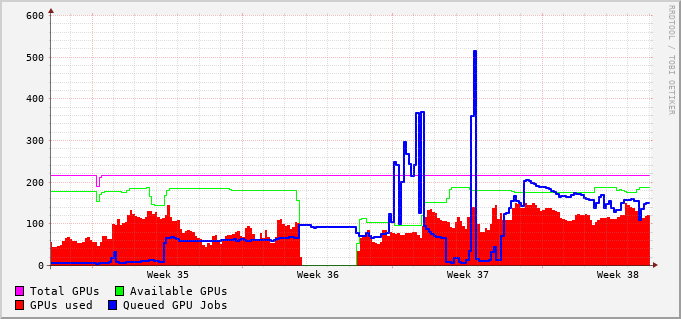 600
500
400
300
200
100
0
Week 35 Week 36 Week 37 Week 38
Total GPUs Available GPUs
GPUs used Queued GPU Jobs
RRDTOOL / TOBI OETIKER